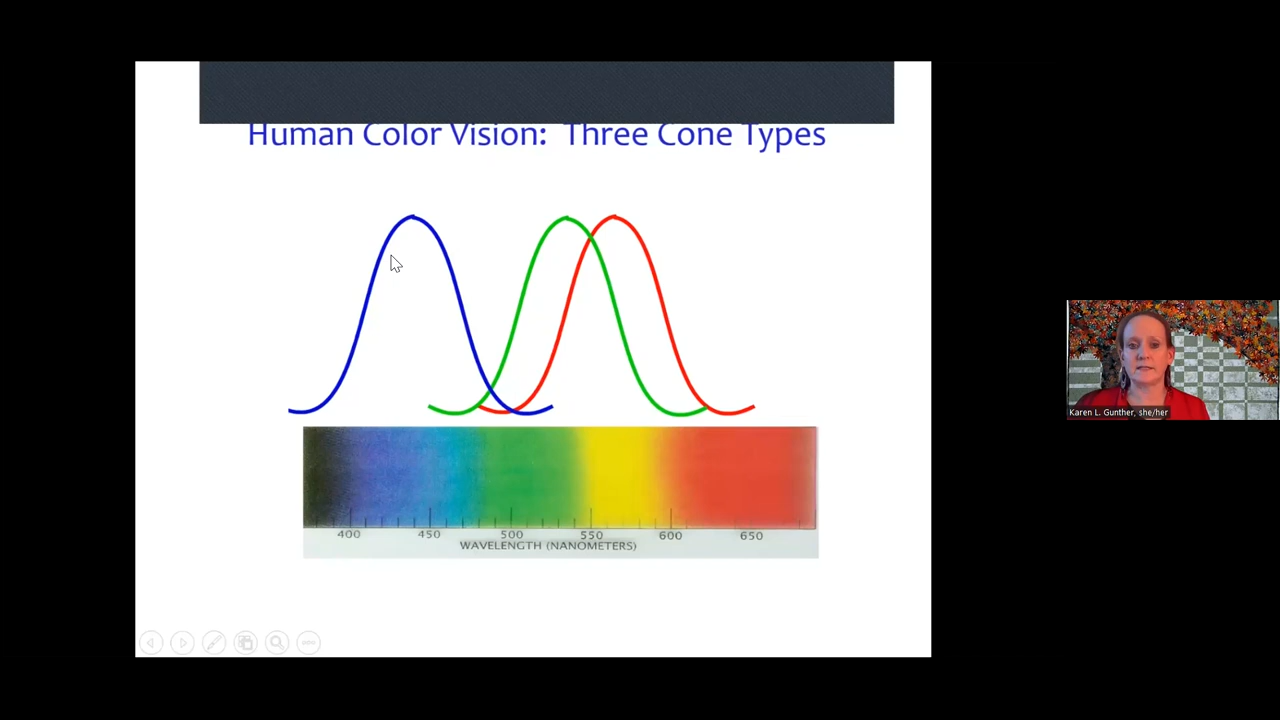 Human Color Vision: Three Cone Types
400 450 500 550 600 650
WAVELENGTH (NANOMETERS)
Karen L. Gunther, she/her